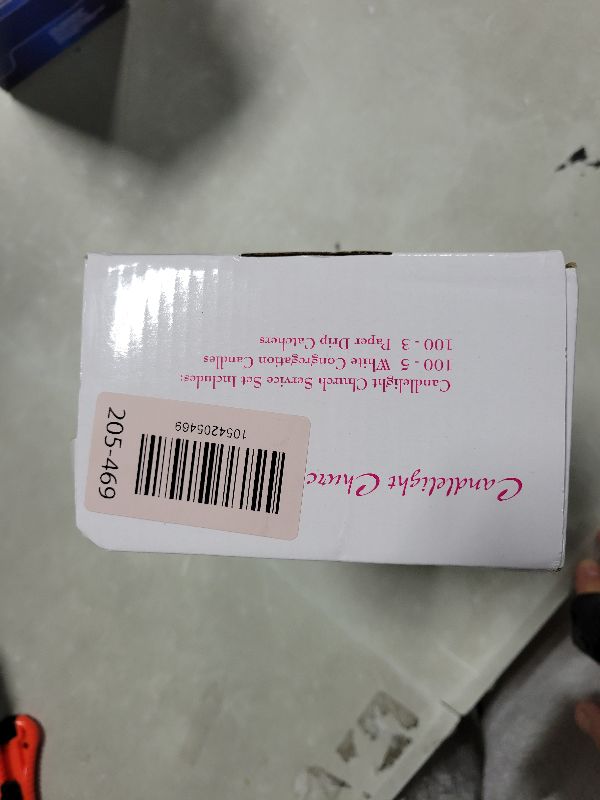 Candlelight Churc
Candlelight Church Service Set Includes:
100 - 5 White Congregation Candles
100 - 3 Paper Drip Catchers
1054205469
205-469